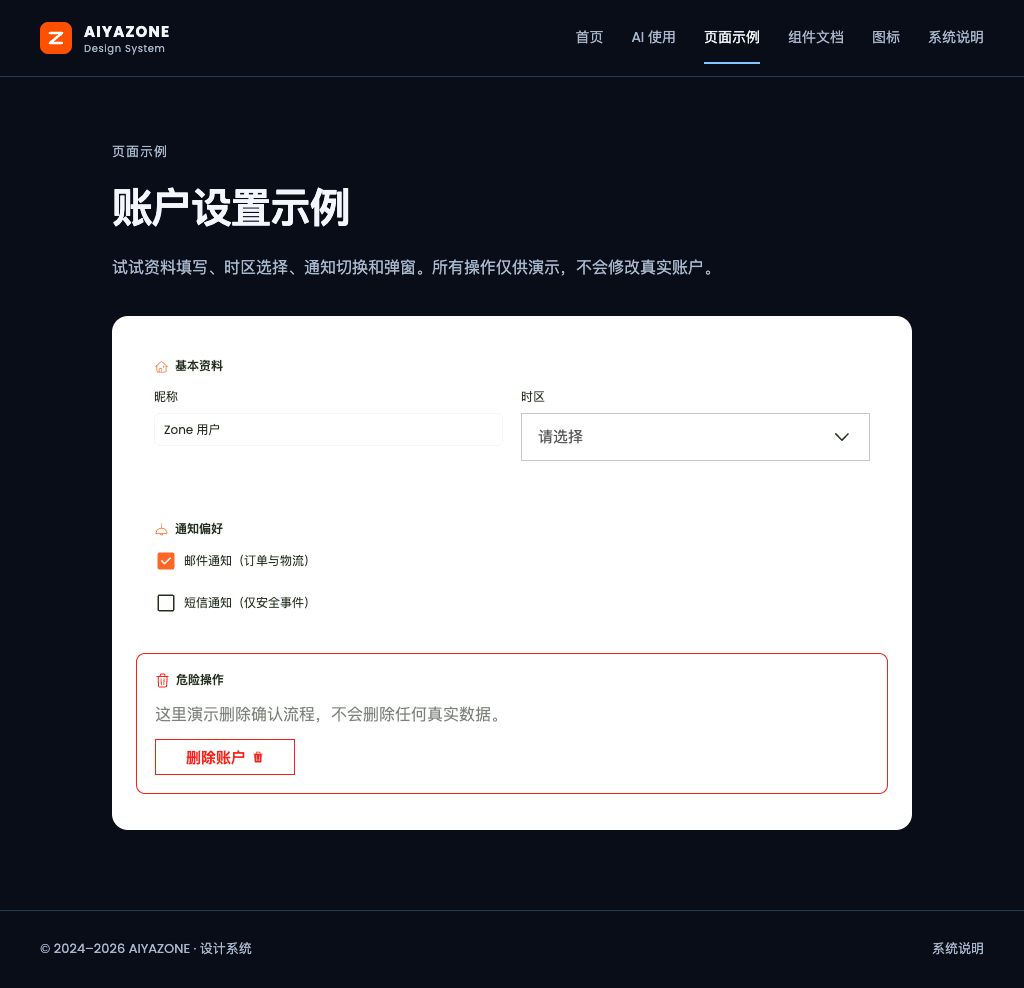 AIYAZONE
Design System
首页 AI 使用 页面示例 组件文档 图标 系统说明
页面示例
账户设置示例
试试资料填写、时区选择、通知切换和弹窗。所有操作仅供演示，不会修改真实账户。
基本资料
昵称 时区
Zone 用户 请选择
通知偏好
邮件通知（订单与物流）
短信通知（仅安全事件）
危险操作
这里演示删除确认流程，不会删除任何真实数据。
删除账户
© 2024–2026 AIYAZONE · 设计系统 系统说明